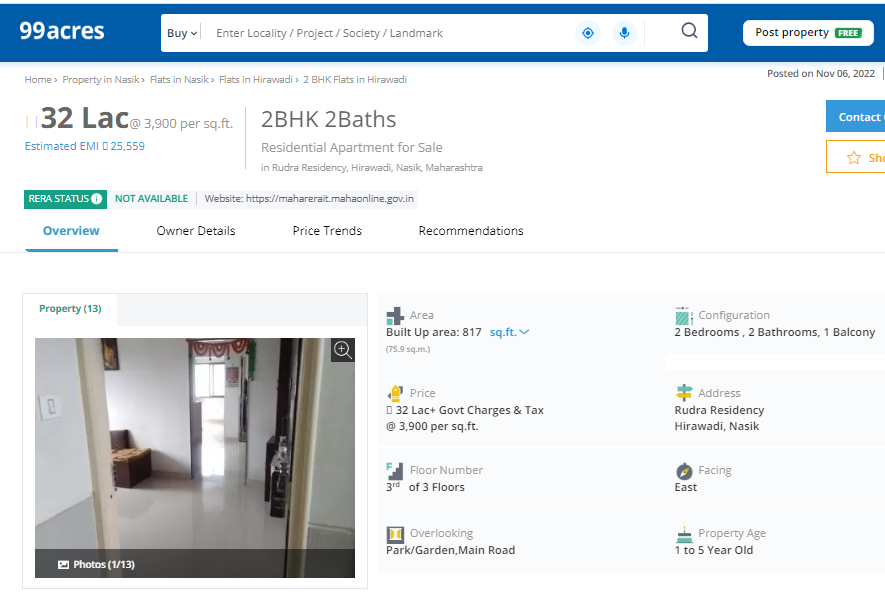 99acres
Buy
Enter Locality / Project / Society / Landmark
Post property FREE
Home › Property in Nasik › Flats in Nasik › Flats in Hirawadi › 2 BHK Flats in Hirawadi
Posted on Nov 06, 2022
32 Lac @ 3,900 per sq.ft.
Estimated EMI ▯ 25,559
2BHK 2Baths
Residential Apartment for Sale
in Rudra Residency, Hirawadi, Nasik, Maharashtra
Contact
Sho
RERA STATUS i NOT AVAILABLE Website: https://maharerait.mahaonline.gov.in
Overview
Owner Details
Price Trends
Recommendations
Property (13)
Photos (1/13)
Area
Built Up area: 817 sq.ft.
(75.9 sq.m.)
Configuration
2 Bedrooms , 2 Bathrooms, 1 Balcony
Price
▯ 32 Lac+ Govt Charges & Tax
@ 3,900 per sq.ft.
Address
Rudra Residency
Hirawadi, Nasik
Floor Number
3rd of 3 Floors
Facing
East
Overlooking
Park/Garden,Main Road
Property Age
1 to 5 Year Old